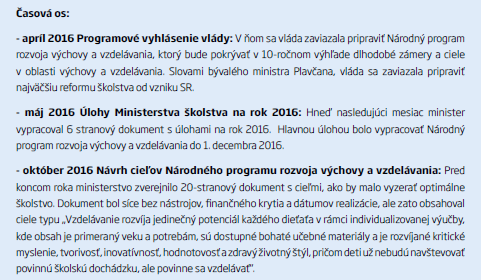 Časová os:
- apríl 2016 Programové vyhlásenie vlády: V ňom sa vláda zaviazala pripraviť Národný program
rozvoja výchovy a vzdelávania, ktorý bude pokrývať v 10-ročnom výhľade dlhodobé zámery a ciele
v oblasti výchovy a vzdelávania. Slovami bývalého ministra Plavčana, vláda sa zaviazala pripraviť
najväčšiu reformu školstva od vzniku SR.
- máj 2016 Úlohy Ministerstva školstva na rok 2016: Hneď nasledujúci mesiac minister
vypracoval 6 stranový dokument s úlohami na rok 2016. Hlavnou úlohou bolo vypracovať Národný
program rozvoja výchovy a vzdelávania do 1. decembra 2016.
- október 2016 Návrh cieľov Národného programu rozvoja výchovy a vzdelávania: Pred
koncom roka ministerstvo zverejnilo 20-stranový dokument s cieľmi, ako by malo vyzerať optimálne
školstvo. Dokument bol síce bez nástrojov, finančného krytia a dátumov realizácie, ale zato obsahoval
ciele typu „Vzdelávanie rozvíja jedinečný potenciál každého dieťaťa v rámci individualizovanej výučby,
kde obsah je primeraný veku a potrebám, sú dostupné bohaté učebné materiály a je rozvíjané kritické
myslenie, tvorivosť, inovatívnosť, hodnotovosť a zdravý životný štýl, pričom deti už nebudú navštevovať
povinnú školskú dochádzku, ale povinne sa vzdelávať".